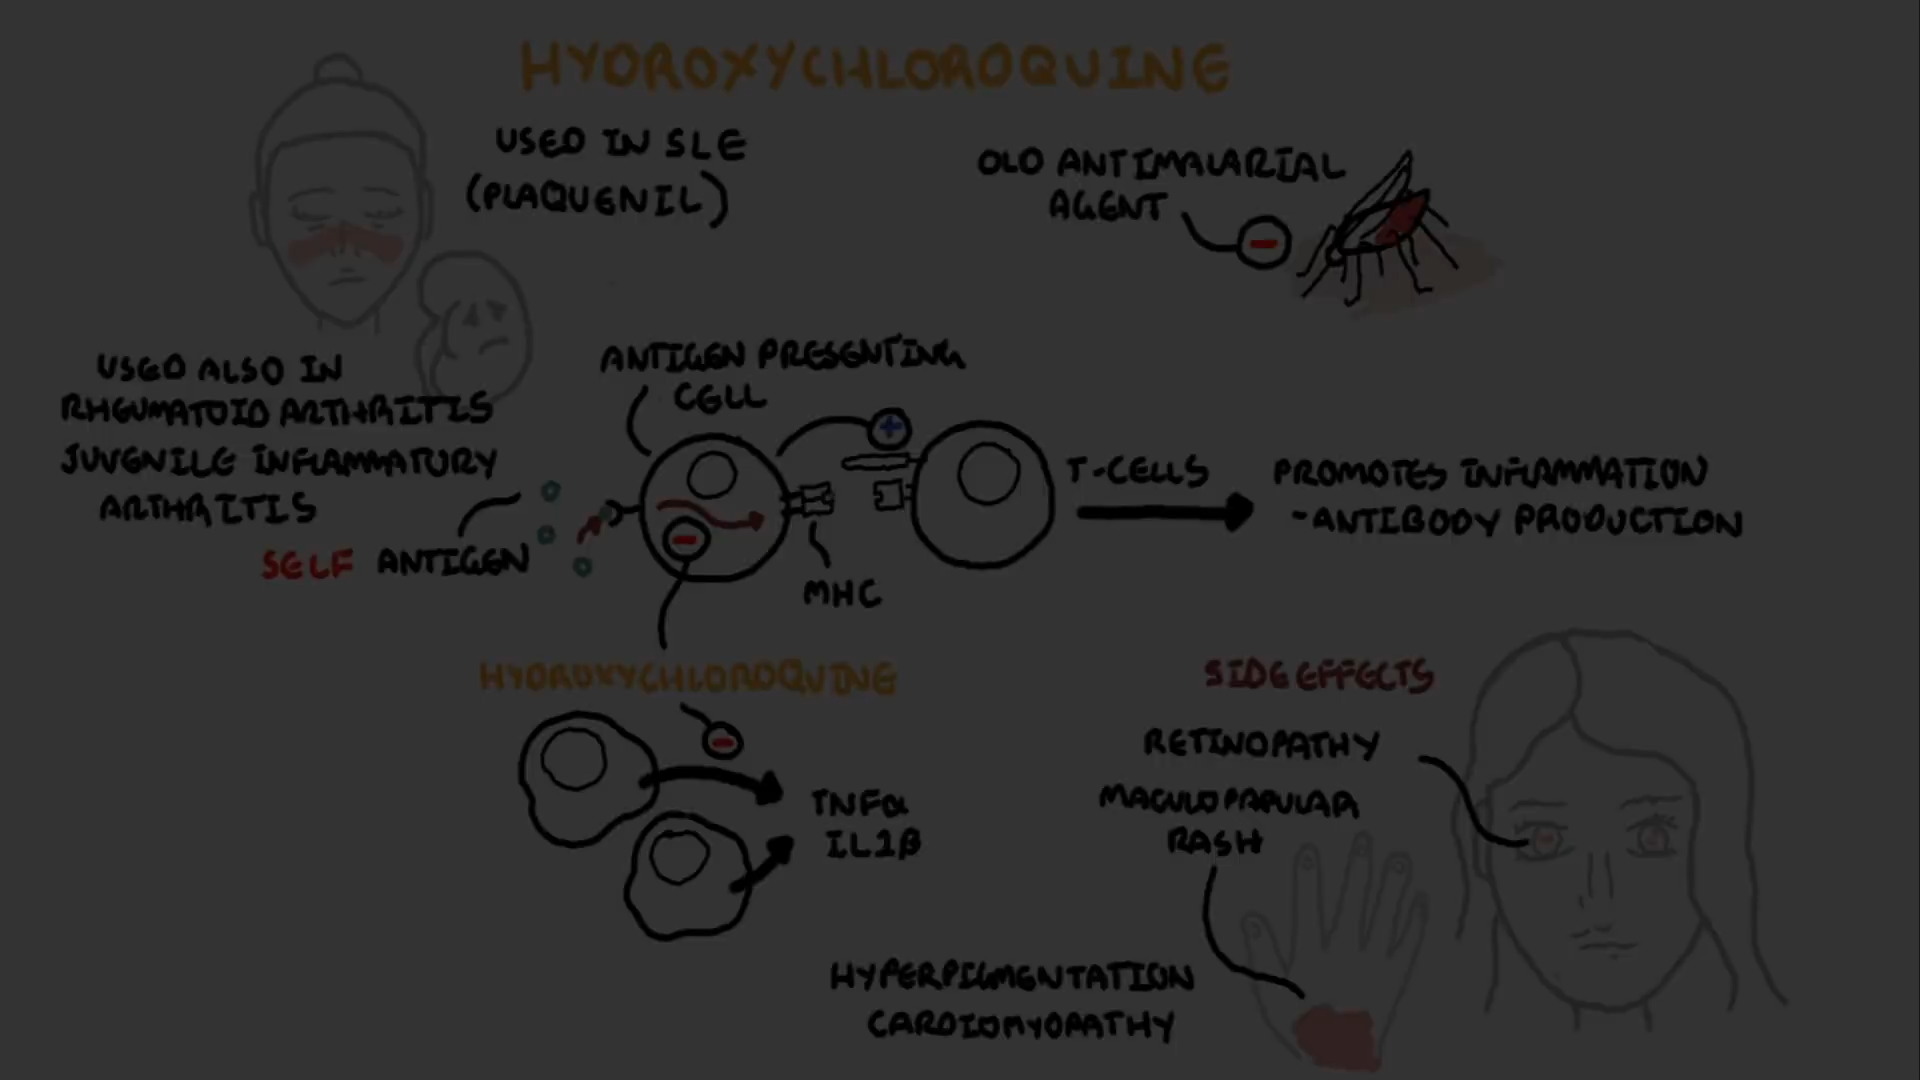 HYDROXYCHLOROQUINE
USED IN SLE
(PLAQUENIL)
OLD ANTIMALARIAL
AGENT
USED ALSO IN
RHEUMATOID ARTHRITIS
JUVENILE INFLAMMATORY
ARTHRITIS
SELF ANTIGEN
ANTIGEN PRESENTING
CELL
MHC
T-CELLS
PROMOTES INFLAMMATION
-ANTIBODY PRODUCTION
HYDROXYCHLOROQUINE
TNFα
IL1β
SIDE EFFECTS
RETINOPATHY
MACULOPAPULAR
RASH
HYPERPIGMENTATION
CARDIOMYOPATHY